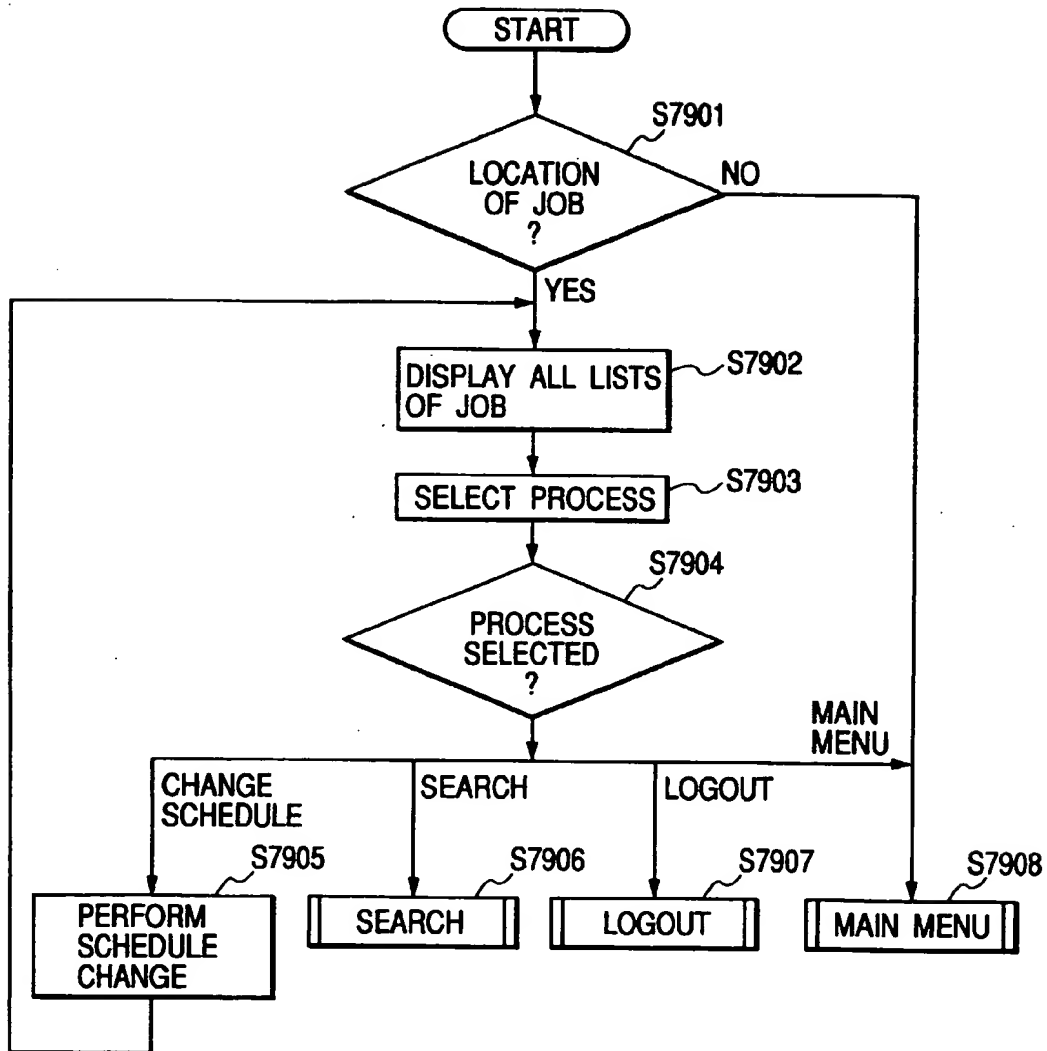 START
S7901
LOCATION
OF JOB
?
NO
YES
DISPLAY ALL LISTS
OF JOB
S7902
SELECT PROCESS
S7903
S7904
PROCESS
SELECTED
?
MAIN
MENU
CHANGE
SCHEDULE
SEARCH
LOGOUT
S7905
S7906
S7907
S7908
PERFORM
SCHEDULE
CHANGE
SEARCH
LOGOUT
MAIN MENU